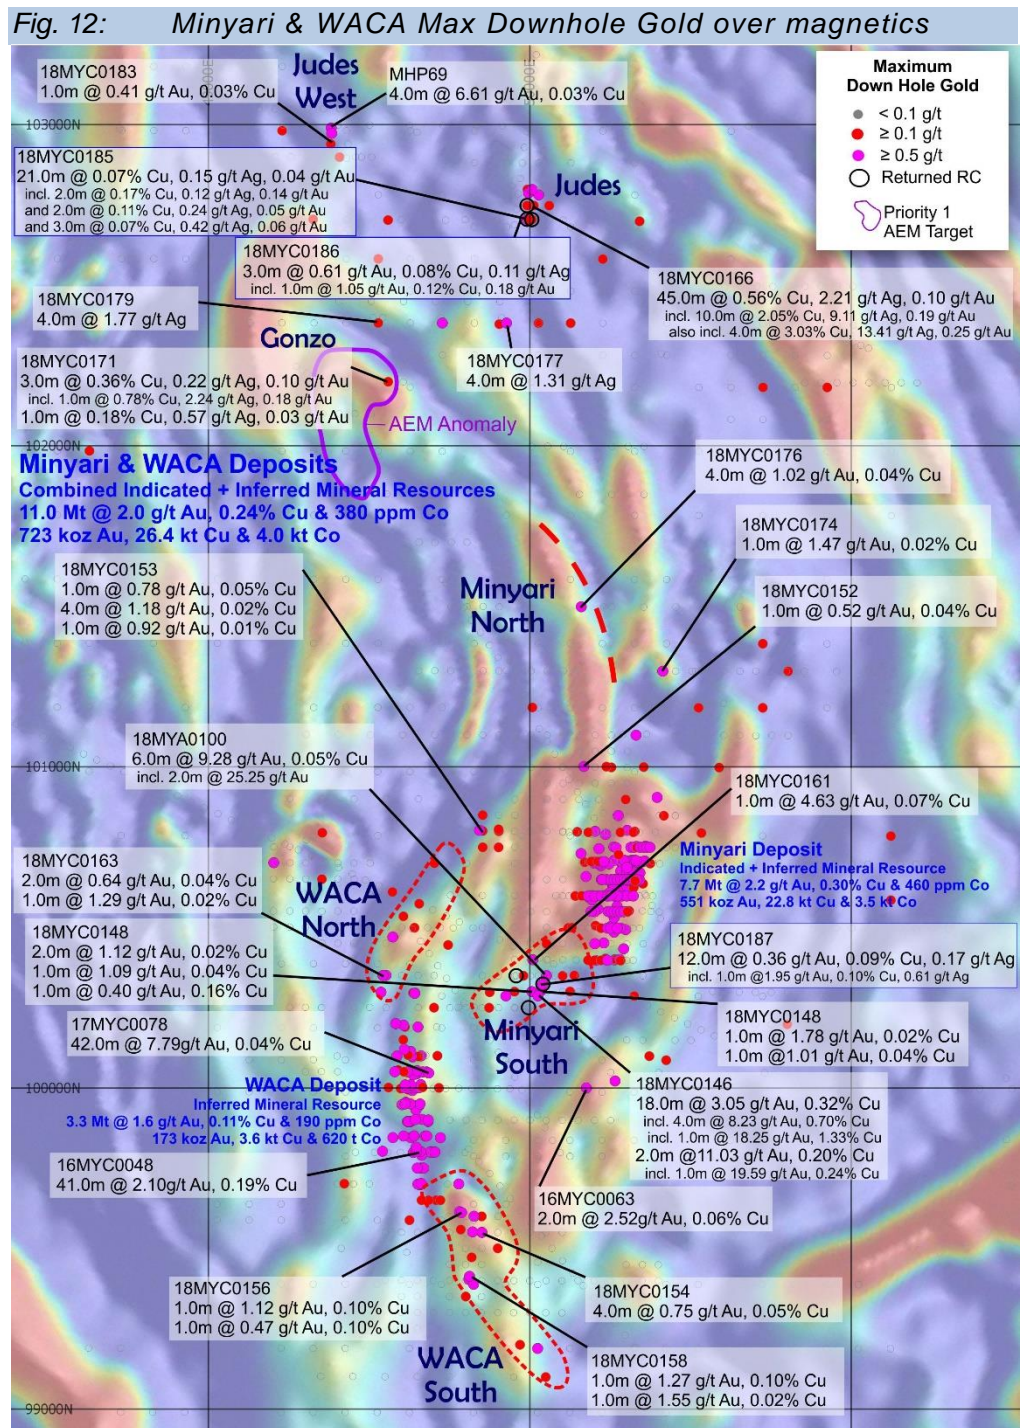 Fig. 12: Minyari & WACA Max Downhole Gold over magnetics
18MYC0183
1.0m @ 0.41 g/t Au, 0.03% Cu
Judes
West
MHP69
4.0m @ 6.61 g/t Au, 0.03% Cu
Maximum
Down Hole Gold
< 0.1 g/t
≥ 0.1 g/t
≥ 0.5 g/t
Returned RC
Priority 1
AEM Target
103000N
18MYC0185
21.0m @ 0.07% Cu, 0.15 g/t Ag, 0.04 g/t Au
incl. 2.0m @ 0.17% Cu, 0.12 g/t Ag, 0.14 g/t Au
and 2.0m @ 0.11% Cu, 0.24 g/t Ag, 0.05 g/t Au
and 3.0m @ 0.07% Cu, 0.42 g/t Ag, 0.06 g/t Au
Judes
18MYC0186
3.0m @ 0.61 g/t Au, 0.08% Cu, 0.11 g/t Ag
incl. 1.0m @ 1.05 g/t Au, 0.12% Cu, 0.18 g/t Au
18MYC0166
45.0m @ 0.56% Cu, 2.21 g/t Ag, 0.10 g/t Au
incl. 10.0m @ 2.05% Cu, 9.11 g/t Ag, 0.19 g/t Au
also incl. 4.0m @ 3.03% Cu, 13.41 g/t Ag, 0.25 g/t Au
18MYC0179
4.0m @ 1.77 g/t Ag
Gonzo
18MYC0177
4.0m @ 1.31 g/t Ag
18MYC0171
3.0m @ 0.36% Cu, 0.22 g/t Ag, 0.10 g/t Au
incl. 1.0m @ 0.78% Cu, 2.24 g/t Ag, 0.18 g/t Au
1.0m @ 0.18% Cu, 0.57 g/t Ag, 0.03 g/t Au
AEM Anomaly
102000N
Minyari & WACA Deposits
Combined Indicated + Inferred Mineral Resources
11.0 Mt @ 2.0 g/t Au, 0.24% Cu & 380 ppm Co
723 koz Au, 26.4 kt Cu & 4.0 kt Co
18MYC0176
4.0m @ 1.02 g/t Au, 0.04% Cu
18MYC0174
1.0m @ 1.47 g/t Au, 0.02% Cu
18MYC0153
1.0m @ 0.78 g/t Au, 0.05% Cu
4.0m @ 1.18 g/t Au, 0.02% Cu
1.0m @ 0.92 g/t Au, 0.01% Cu
Minyari
North
18MYC0152
1.0m @ 0.52 g/t Au, 0.04% Cu
18MYA0100
6.0m @ 9.28 g/t Au, 0.05% Cu
incl. 2.0m @ 25.25 g/t Au
101000N
18MYC0161
1.0m @ 4.63 g/t Au, 0.07% Cu
Minyari Deposit
Indicated + Inferred Mineral Resource
7.7 Mt @ 2.2 g/t Au, 0.30% Cu & 460 ppm Co
551 koz Au, 22.8 kt Cu & 3.5 kt Co
18MYC0163
2.0m @ 0.64 g/t Au, 0.04% Cu
1.0m @ 1.29 g/t Au, 0.02% Cu
WACA
North
18MYC0148
2.0m @ 1.12 g/t Au, 0.02% Cu
1.0m @ 1.09 g/t Au, 0.04% Cu
1.0m @ 0.40 g/t Au, 0.16% Cu
18MYC0187
12.0m @ 0.36 g/t Au, 0.09% Cu, 0.17 g/t Ag
incl. 1.0m @1.95 g/t Au, 0.10% Cu, 0.61 g/t Ag
Minyari
South
18MYC0148
1.0m @ 1.78 g/t Au, 0.02% Cu
1.0m @1.01 g/t Au, 0.04% Cu
17MYC0078
42.0m @ 7.79g/t Au, 0.04% Cu
100000N
WACA Deposit
Inferred Mineral Resource
3.3 Mt @ 1.6 g/t Au, 0.11% Cu & 190 ppm Co
173 koz Au, 3.6 kt Cu & 620 t Co
18MYC0146
18.0m @ 3.05 g/t Au, 0.32% Cu
incl. 4.0m @ 8.23 g/t Au, 0.70% Cu
incl. 1.0m @ 18.25 g/t Au, 1.33% Cu
2.0m @11.03 g/t Au, 0.20% Cu
incl. 1.0m @ 19.59 g/t Au, 0.24% Cu
16MYC0048
41.0m @ 2.10g/t Au, 0.19% Cu
16MYC0063
2.0m @ 2.52g/t Au, 0.06% Cu
18MYC0156
1.0m @ 1.12 g/t Au, 0.10% Cu
1.0m @ 0.47 g/t Au, 0.10% Cu
18MYC0154
4.0m @ 0.75 g/t Au, 0.05% Cu
WACA
South
18MYC0158
1.0m @ 1.27 g/t Au, 0.10% Cu
1.0m @ 1.55 g/t Au, 0.02% Cu
99000N